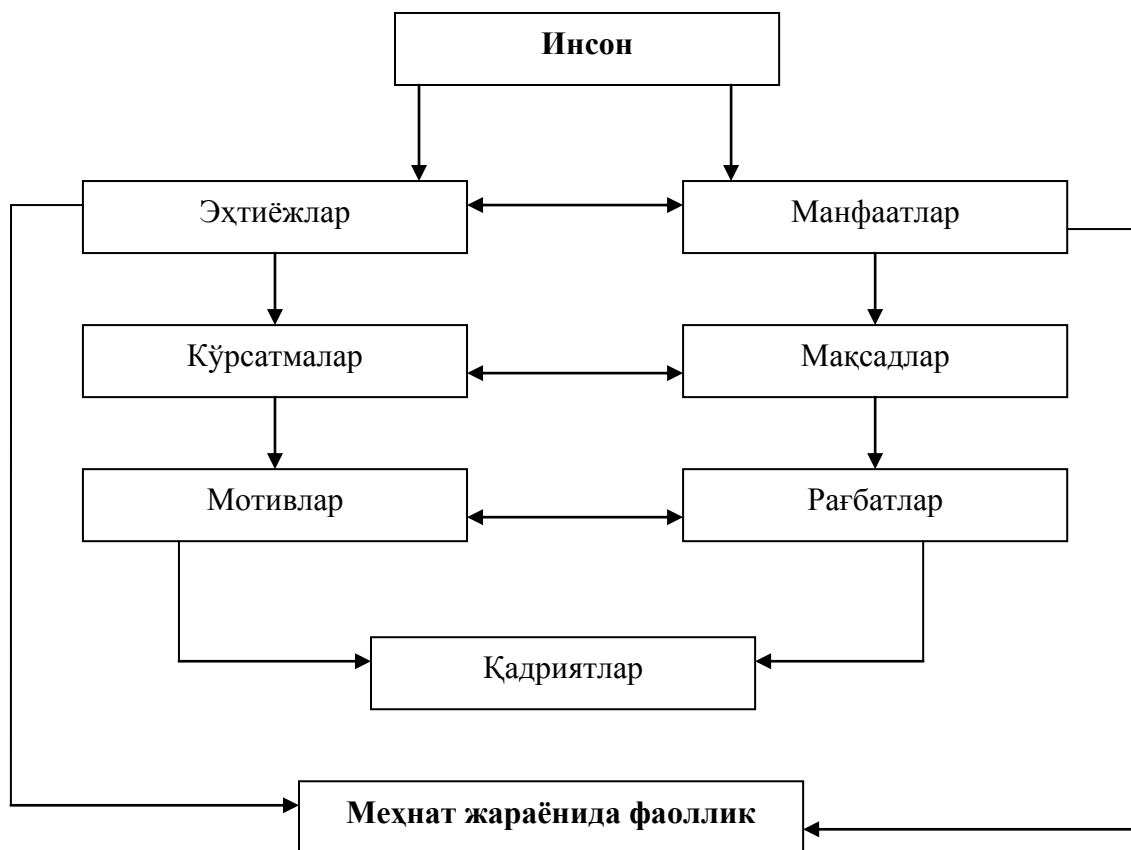 Инсон
Эҳтиёжлар
Манфаатлар
Кўрсатмалар
Мақсадлар
Мотивлар
Рағбатлар
Қадриятлар
Меҳнат жараёнида фаоллик